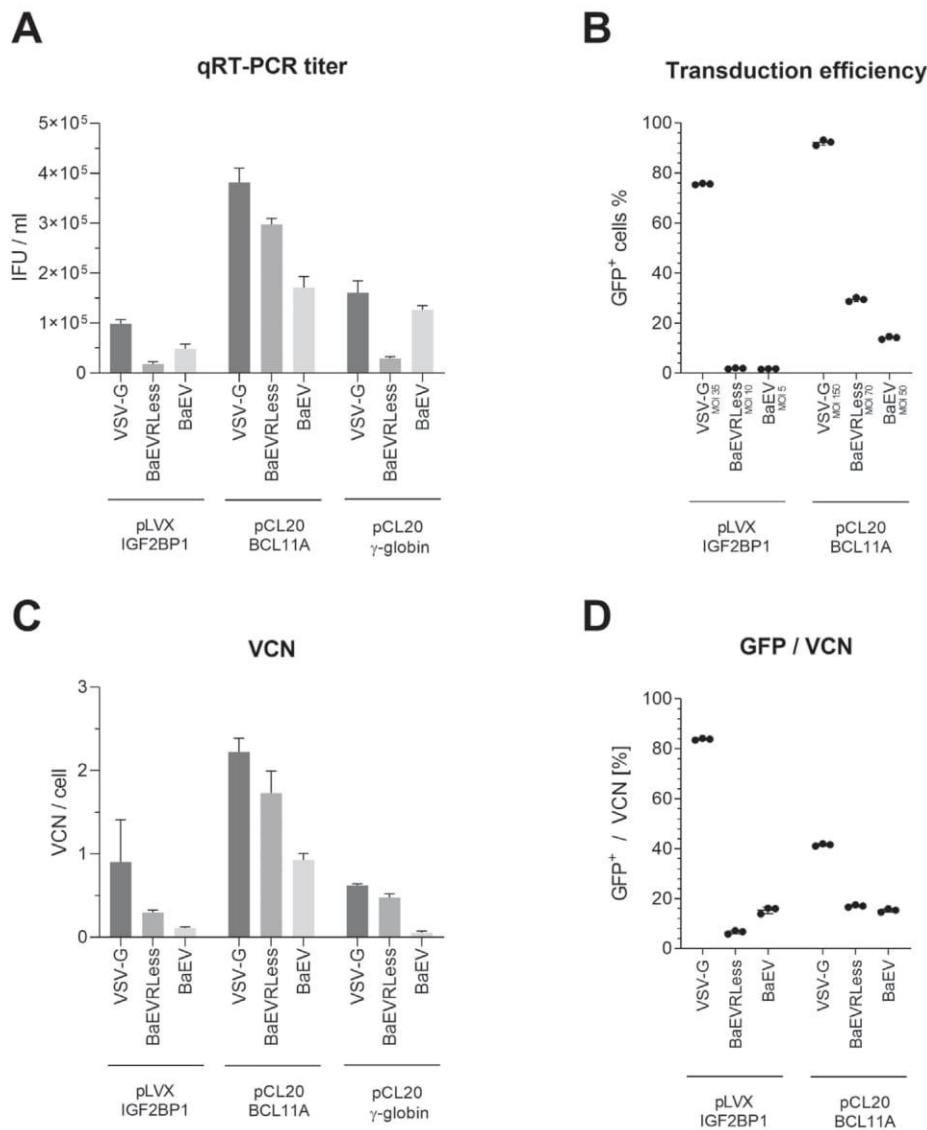 A
qRT-PCR titer
IFU / ml
5×10⁵
4×10⁵
3×10⁵
2×10⁵
1×10⁵
0
VSV-G
BaEVRLess
BaEV
VSV-G
BaEVRLess
BaEV
VSV-G
BaEVRLess
BaEV
pLVX
IGF2BP1
pCL20
BCL11A
pCL20
γ-globin
B
Transduction efficiency
GFP⁺ cells %
100
80
60
40
20
0
VSV-G
MOI 35
BaEVRLess
MOI 10
BaEV
MOI 5
VSV-G
MOI 150
BaEVRLess
MOI 70
BaEV
MOI 50
pLVX
IGF2BP1
pCL20
BCL11A
C
VCN
VCN / cell
3
2
1
0
VSV-G
BaEVRLess
BaEV
VSV-G
BaEVRLess
BaEV
VSV-G
BaEVRLess
BaEV
pLVX
IGF2BP1
pCL20
BCL11A
pCL20
γ-globin
D
GFP / VCN
GFP⁺ / VCN [%]
100
80
60
40
20
0
VSV-G
BaEVRLess
BaEV
VSV-G
BaEVRLess
BaEV
pLVX
IGF2BP1
pCL20
BCL11A